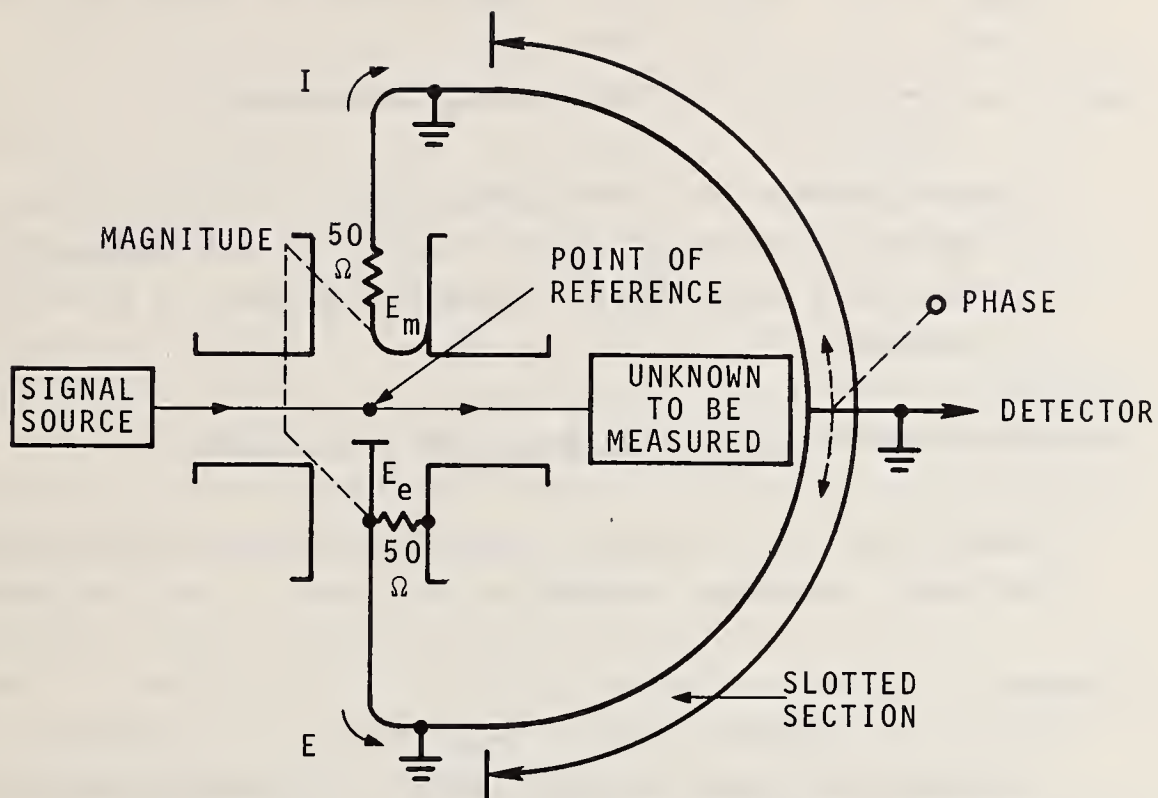 I
MAGNITUDE
50
Ω
E_m
POINT OF
REFERENCE
PHASE
SIGNAL
SOURCE
UNKNOWN
TO BE
MEASURED
DETECTOR
E_e
50
Ω
SLOTTED
SECTION
E